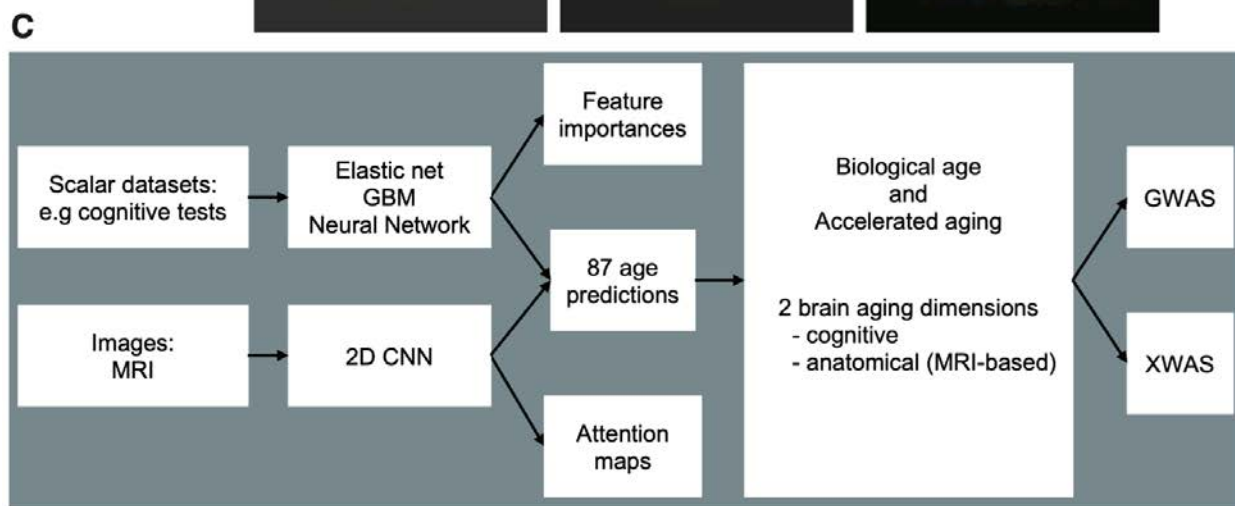 C
Scalar datasets:
e.g cognitive tests
Elastic net
GBM
Neural Network
Feature
importances
87 age
predictions
Images:
MRI
2D CNN
Attention
maps
Biological age
and
Accelerated aging
2 brain aging dimensions
- cognitive
- anatomical (MRI-based)
GWAS
XWAS